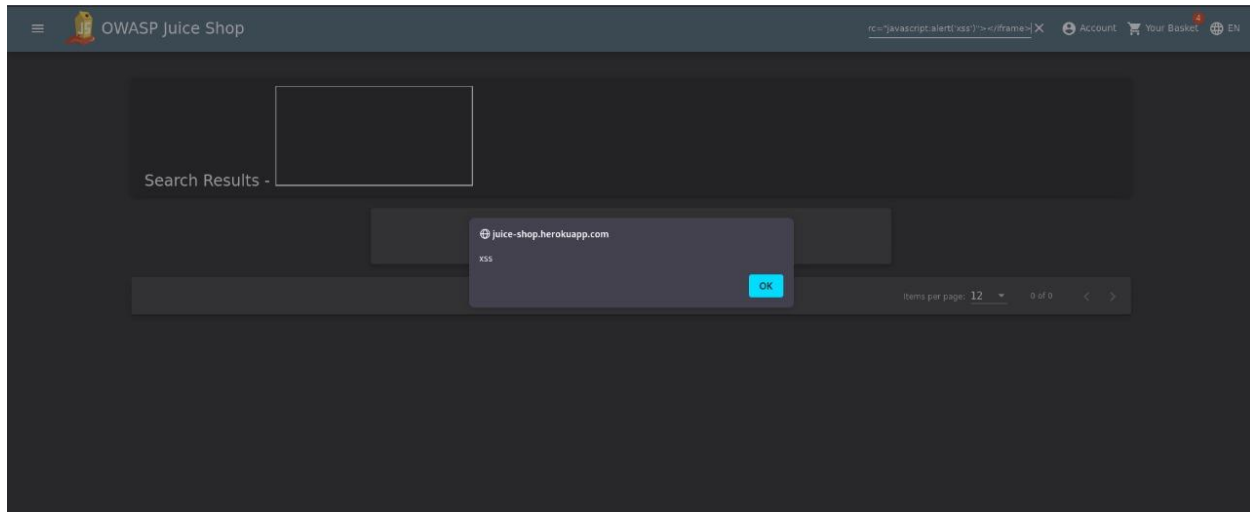 OWASP Juice Shop
rc="javascript:alert('xss')"></iframe>
Account
4
Your Basket
EN
Search Results -
juice-shop.herokuapp.com
xss
OK
Items per page: 12
0 of 0